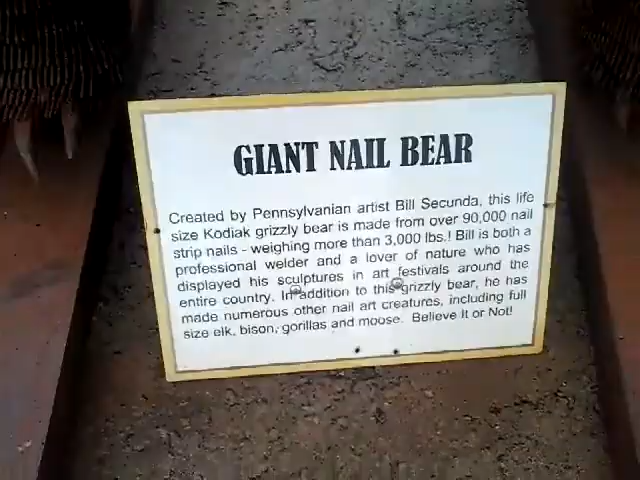 GIANT NAIL BEAR
Created by Pennsylvanian artist Bill Secunda, this life
size Kodiak grizzly bear is made from over 90,000 nail
strip nails - weighing more than 3,000 lbs.! Bill is both a
professional welder and a lover of nature who has
displayed his sculptures in art festivals around the
entire country. In addition to this grizzly bear, he has
made numerous other nail art creatures, including full
size elk, bison, gorillas and moose. Believe It or Not!